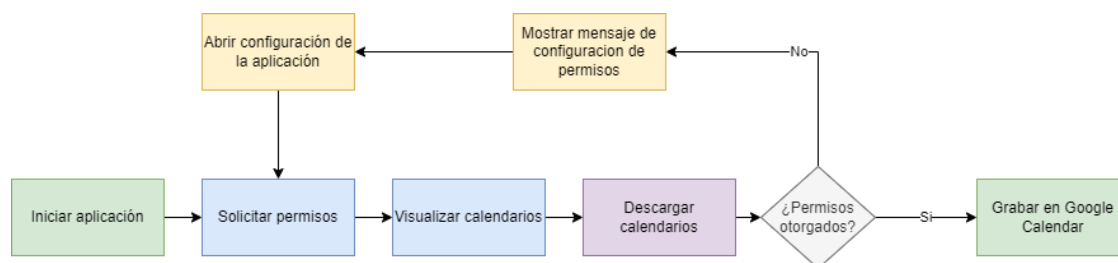 Abrir configuración de
la aplicación
Mostrar mensaje de
configuracion de
permisos
No
Iniciar aplicación
Solicitar permisos
Visualizar calendarios
Descargar
calendarios
¿Permisos
otorgados?
Si
Grabar en Google
Calendar